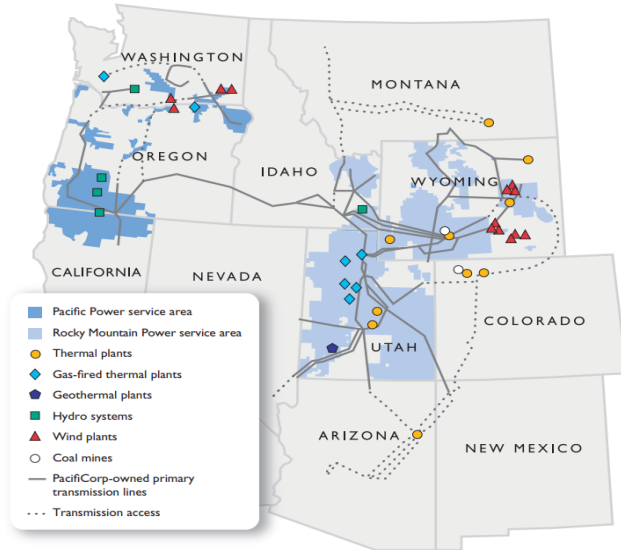 WASHINGTON
MONTANA
OREGON
IDAHO
WYOMING
CALIFORNIA
NEVADA
UTAH
COLORADO
ARIZONA
NEW MEXICO
Pacific Power service area
Rocky Mountain Power service area
Thermal plants
Gas-fired thermal plants
Geothermal plants
Hydro systems
Wind plants
Coal mines
PacifiCorp-owned primary
transmission lines
Transmission access